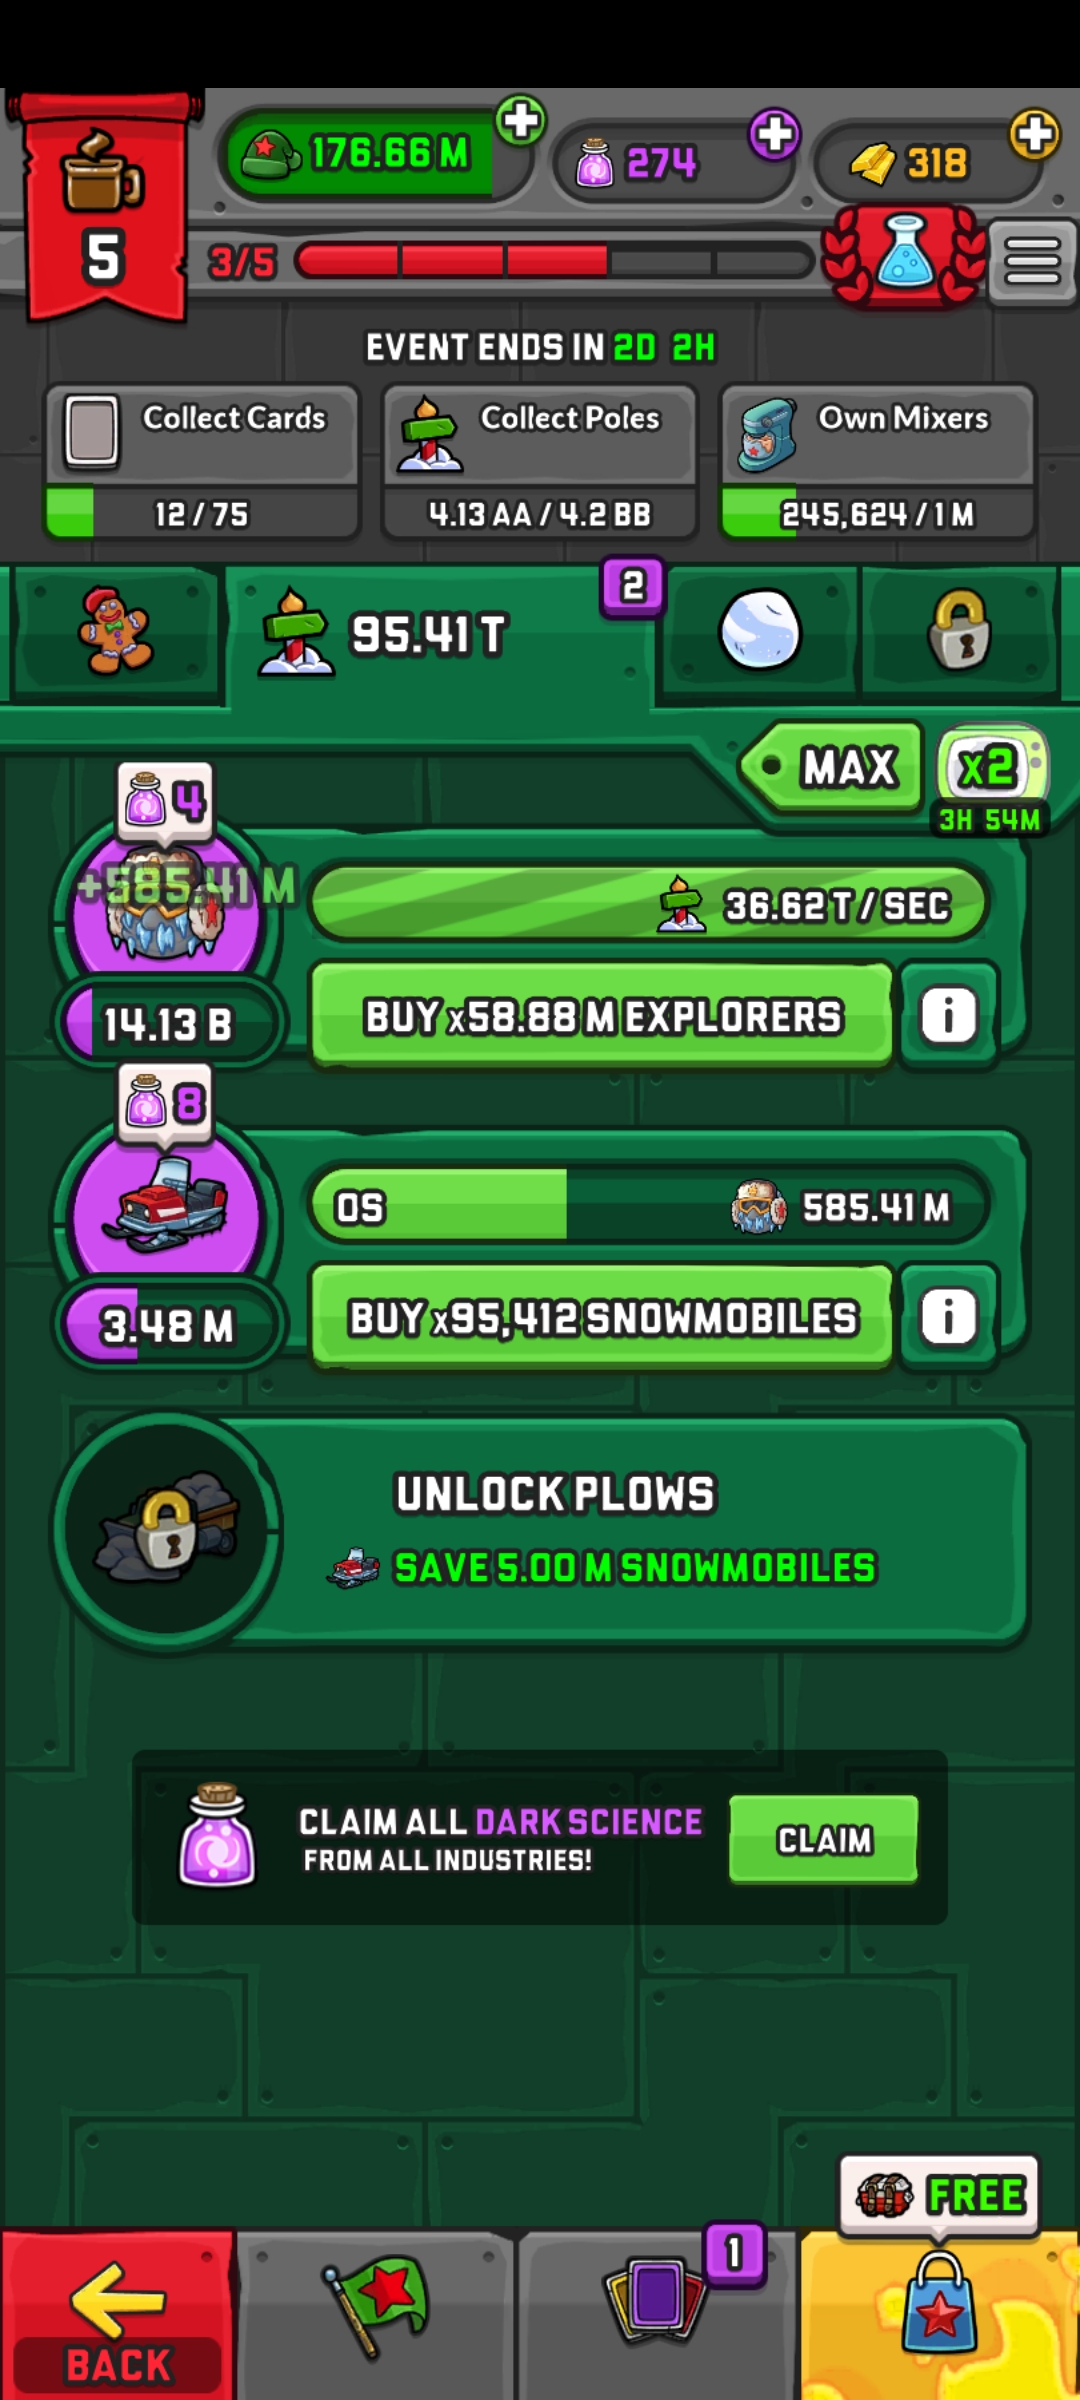 176.66 M
274
318
5
3/5
EVENT ENDS IN 2D 2H
Collect Cards
12 / 75
Collect Poles
4.13 AA / 4.2 BB
Own Mixers
245,624 / 1 M
95.41 T
2
MAX
x2
3H 54M
4
+585.41 M
36.62 T / SEC
14.13 B
BUY x58.88 M EXPLORERS
i
8
0S
585.41 M
3.48 M
BUY x95,412 SNOWMOBILES
i
UNLOCK PLOWS
SAVE 5.00 M SNOWMOBILES
CLAIM ALL DARK SCIENCE
FROM ALL INDUSTRIES!
CLAIM
FREE
1
BACK